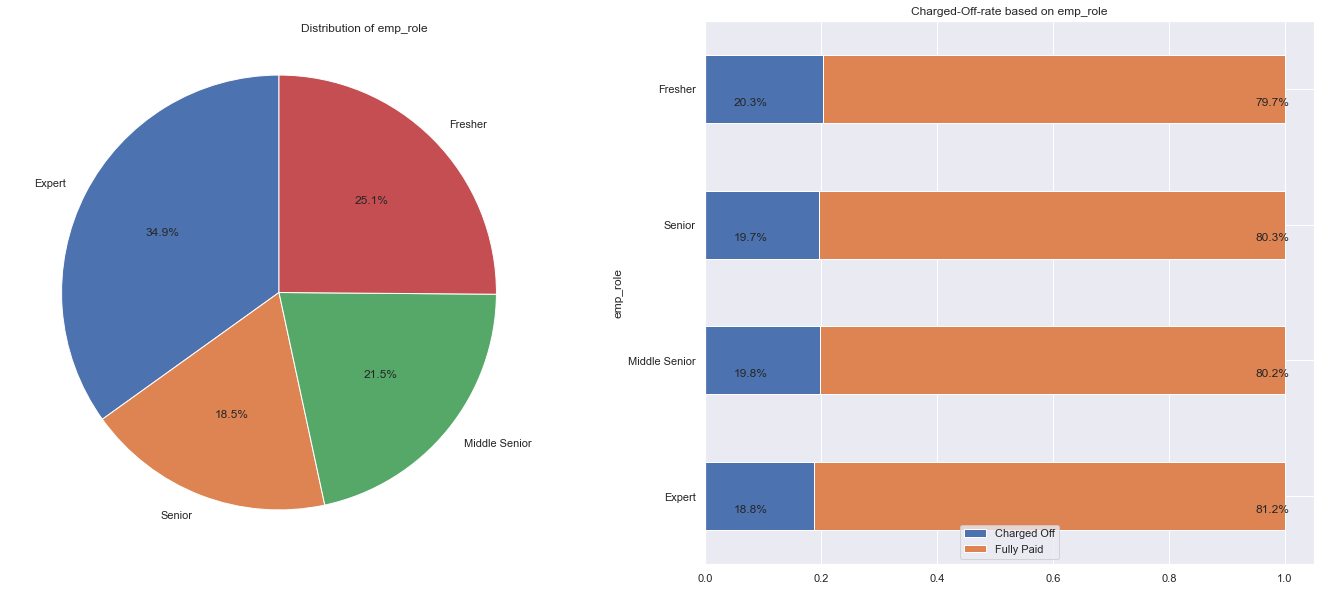 Distribution of emp_role
Fresher
Expert
25.1%
34.9%
21.5%
18.5%
Middle Senior
Senior
Charged-Off-rate based on emp_role
emp_role
Fresher
20.3%
79.7%
Senior
19.7%
80.3%
Middle Senior
19.8%
80.2%
Expert
18.8%
81.2%
Charged Off
Fully Paid
0.0 0.2 0.4 0.6 0.8 1.0